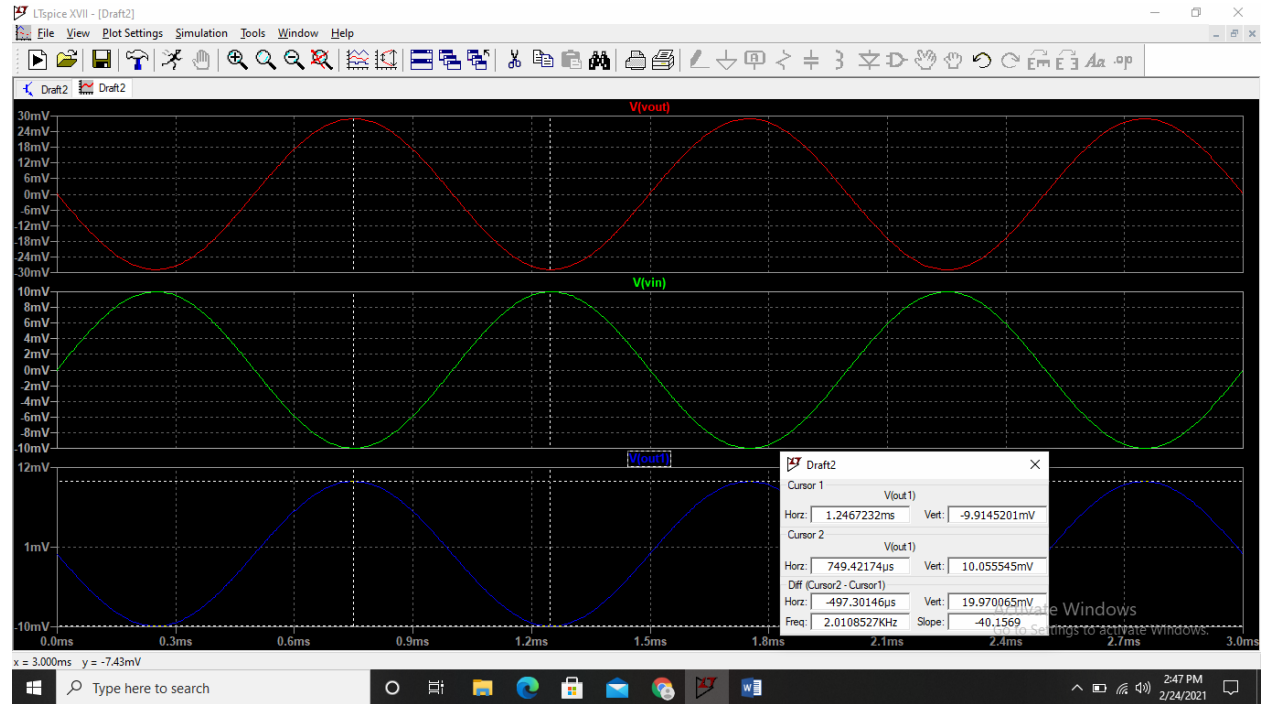 LTspice XVII - [Draft2]
File View Plot Settings Simulation Tools Window Help
Draft2 Draft2
V(vout)
30mV
24mV
18mV
12mV
6mV
0mV
-6mV
-12mV
-18mV
-24mV
-30mV
V(vin)
10mV
8mV
6mV
4mV
2mV
0mV
-2mV
-4mV
-6mV
-8mV
-10mV
V(out1)
12mV
1mV
-10mV
0.0ms 0.3ms 0.6ms 0.9ms 1.2ms 1.5ms 1.8ms 2.1ms 2.4ms 2.7ms 3.0ms
Draft2
Cursor 1
V(out1)
Horz: 1.2467232ms Vert: -9.9145201mV
Cursor 2
V(out1)
Horz: 749.42174µs Vert: 10.055545mV
Diff (Cursor2 - Cursor1)
Horz: -497.30146µs Vert: 19.970065mV
Freq: 2.0108527KHz Slope: -40.1569
Activate Windows
Go to Settings to activate Windows.
x = 3.000ms y = -7.43mV
Type here to search
2:47 PM
2/24/2021